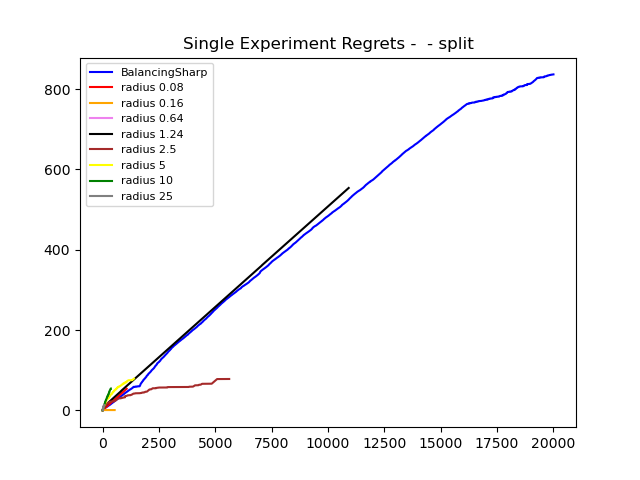 Single Experiment Regrets -  - split
BalancingSharp
radius 0.08
radius 0.16
radius 0.64
radius 1.24
radius 2.5
radius 5
radius 10
radius 25
800
600
400
200
0
0 2500 5000 7500 10000 12500 15000 17500 20000